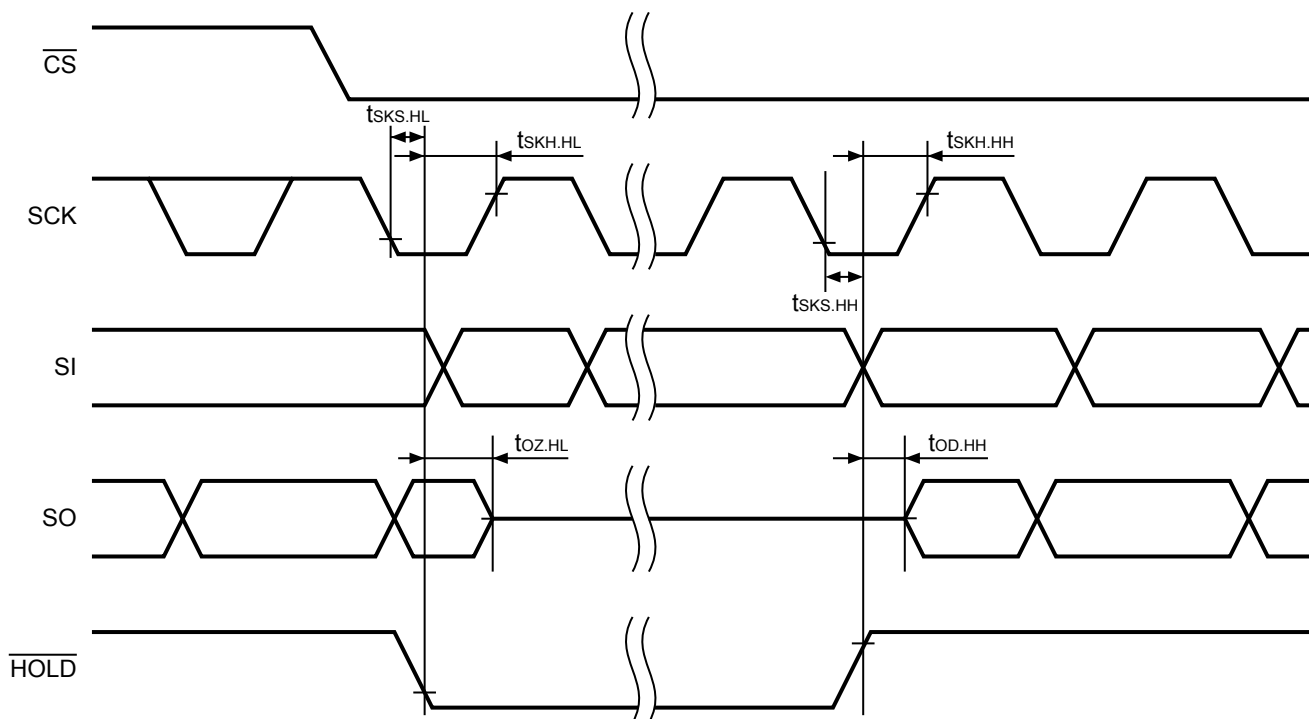 CS
tSKS.HL
tSKH.HL
tSKH.HH
SCK
tSKS.HH
SI
tOZ.HL
tOD.HH
SO
HOLD